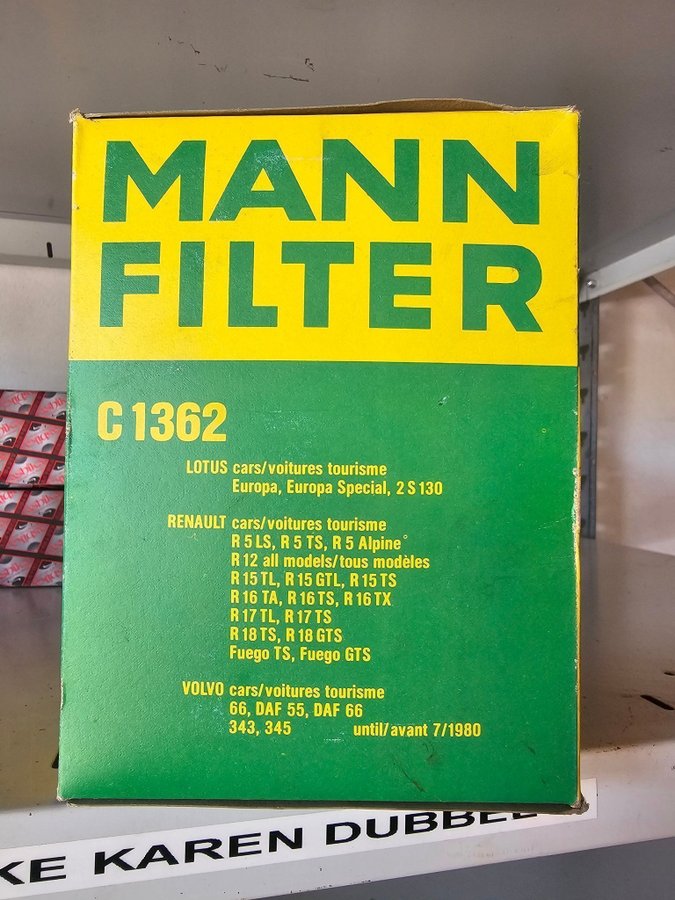 MANN
FILTER
C 1362
LOTUS cars/voitures tourisme
Europa, Europa Special, 2 S 130
RENAULT cars/voitures tourisme
R 5 LS, R 5 TS, R 5 Alpine°
R 12 all models/tous modèles
R 15 TL, R 15 GTL, R 15 TS
R 16 TA, R 16 TS, R 16 TX
R 17 TL, R 17 TS
R 18 TS, R 18 GTS
Fuego TS, Fuego GTS
VOLVO cars/voitures tourisme
66, DAF 55, DAF 66
343, 345 until/avant 7/1980
KE KAREN DUBBEL